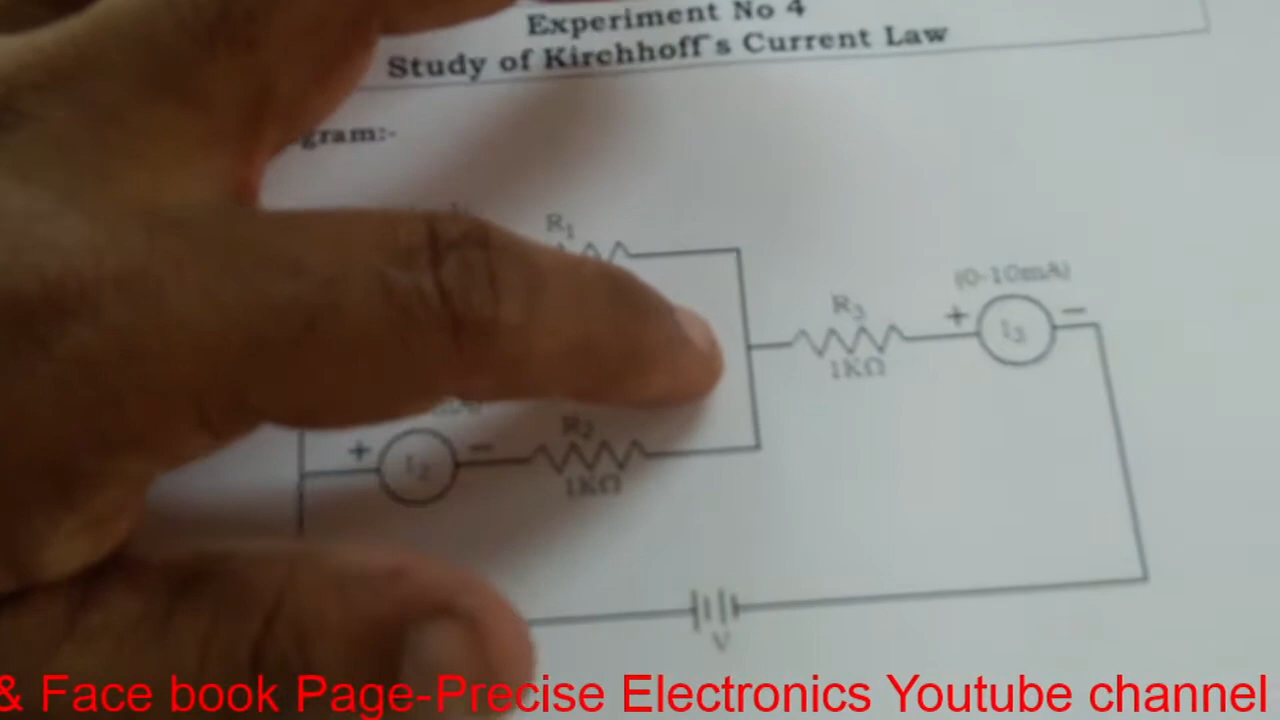 Experiment No 4
Study of Kirchhoff's Current Law
gram:-
R1
(0-10mA)
R3
+
−
I3
1KΩ
R2
+
−
I2
1KΩ
V
& Face book Page-Precise Electronics Youtube channel